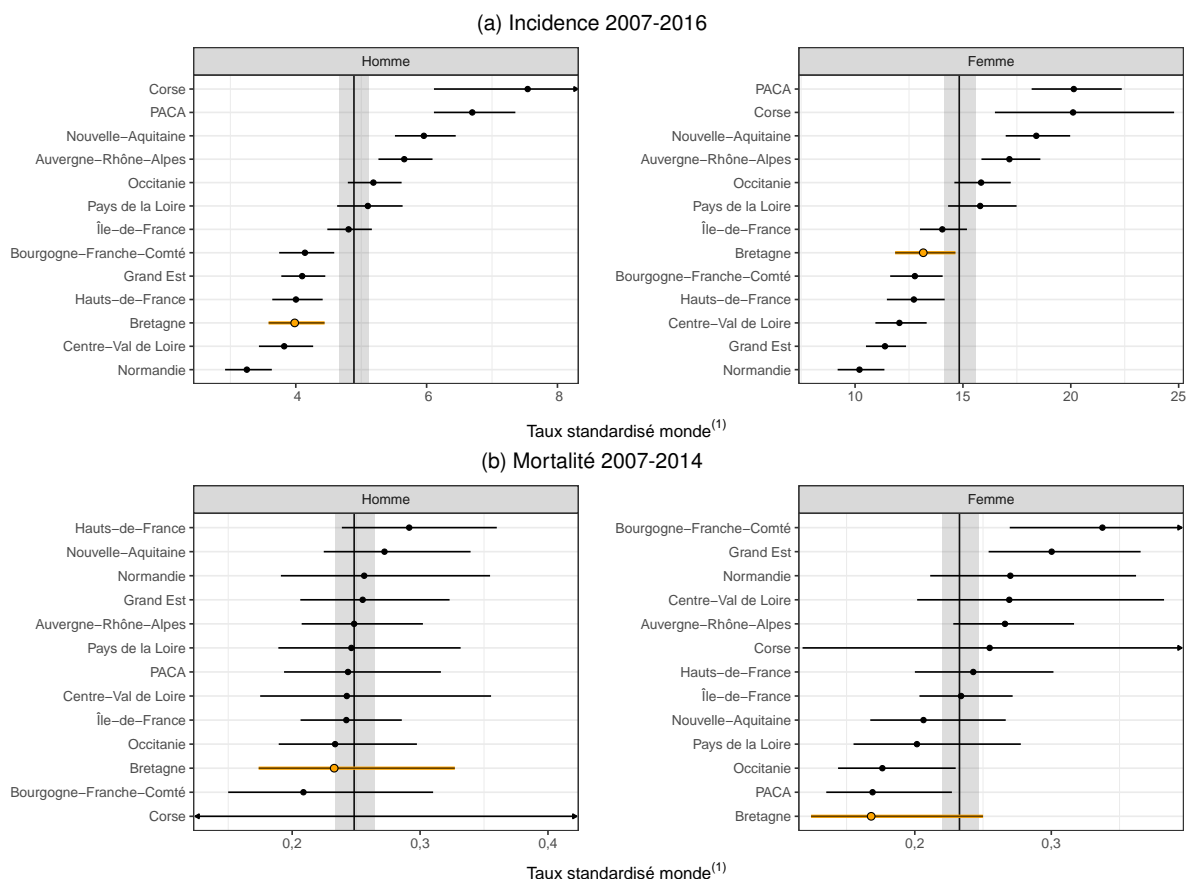 (a) Incidence 2007-2016
Homme
Corse
PACA
Nouvelle−Aquitaine
Auvergne−Rhône−Alpes
Occitanie
Pays de la Loire
Île−de−France
Bourgogne−Franche−Comté
Grand Est
Hauts−de−France
Bretagne
Centre−Val de Loire
Normandie
4 6 8
Femme
PACA
Corse
Nouvelle−Aquitaine
Auvergne−Rhône−Alpes
Occitanie
Pays de la Loire
Île−de−France
Bretagne
Bourgogne−Franche−Comté
Hauts−de−France
Centre−Val de Loire
Grand Est
Normandie
10 15 20 25
Taux standardisé monde(1)
(b) Mortalité 2007-2014
Homme
Hauts−de−France
Nouvelle−Aquitaine
Normandie
Grand Est
Auvergne−Rhône−Alpes
Pays de la Loire
PACA
Centre−Val de Loire
Île−de−France
Occitanie
Bretagne
Bourgogne−Franche−Comté
Corse
0,2 0,3 0,4
Femme
Bourgogne−Franche−Comté
Grand Est
Normandie
Centre−Val de Loire
Auvergne−Rhône−Alpes
Corse
Hauts−de−France
Île−de−France
Nouvelle−Aquitaine
Pays de la Loire
Occitanie
PACA
Bretagne
0,2 0,3
Taux standardisé monde(1)